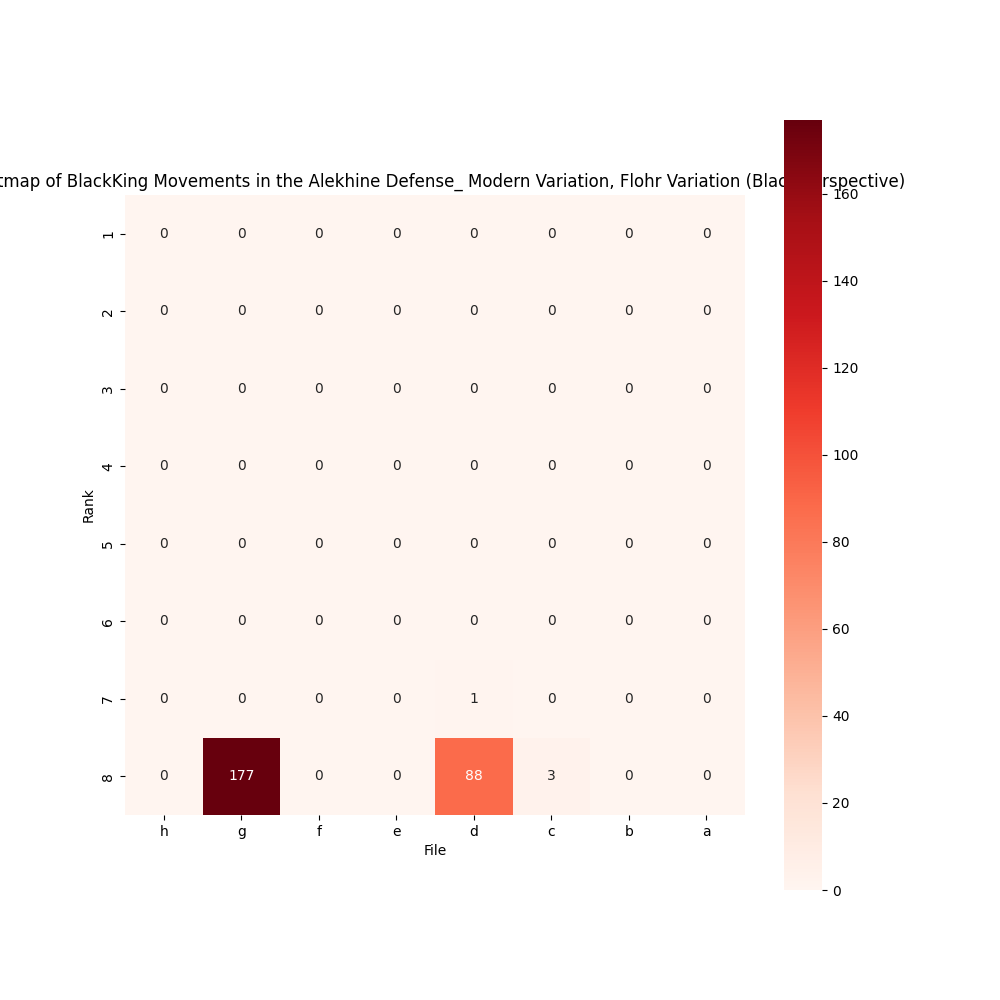 tmap of BlackKing Movements in the Alekhine Defense_ Modern Variation, Flohr Variation (Blac rspective)
160
140
120
100
80
60
40
20
0
1 0 0 0 0 0 0 0 0
2 0 0 0 0 0 0 0 0
3 0 0 0 0 0 0 0 0
4 0 0 0 0 0 0 0 0
Rank
5 0 0 0 0 0 0 0 0
6 0 0 0 0 0 0 0 0
7 0 0 0 0 1 0 0 0
8 0 177 0 0 88 3 0 0
h g f e d c b a
File